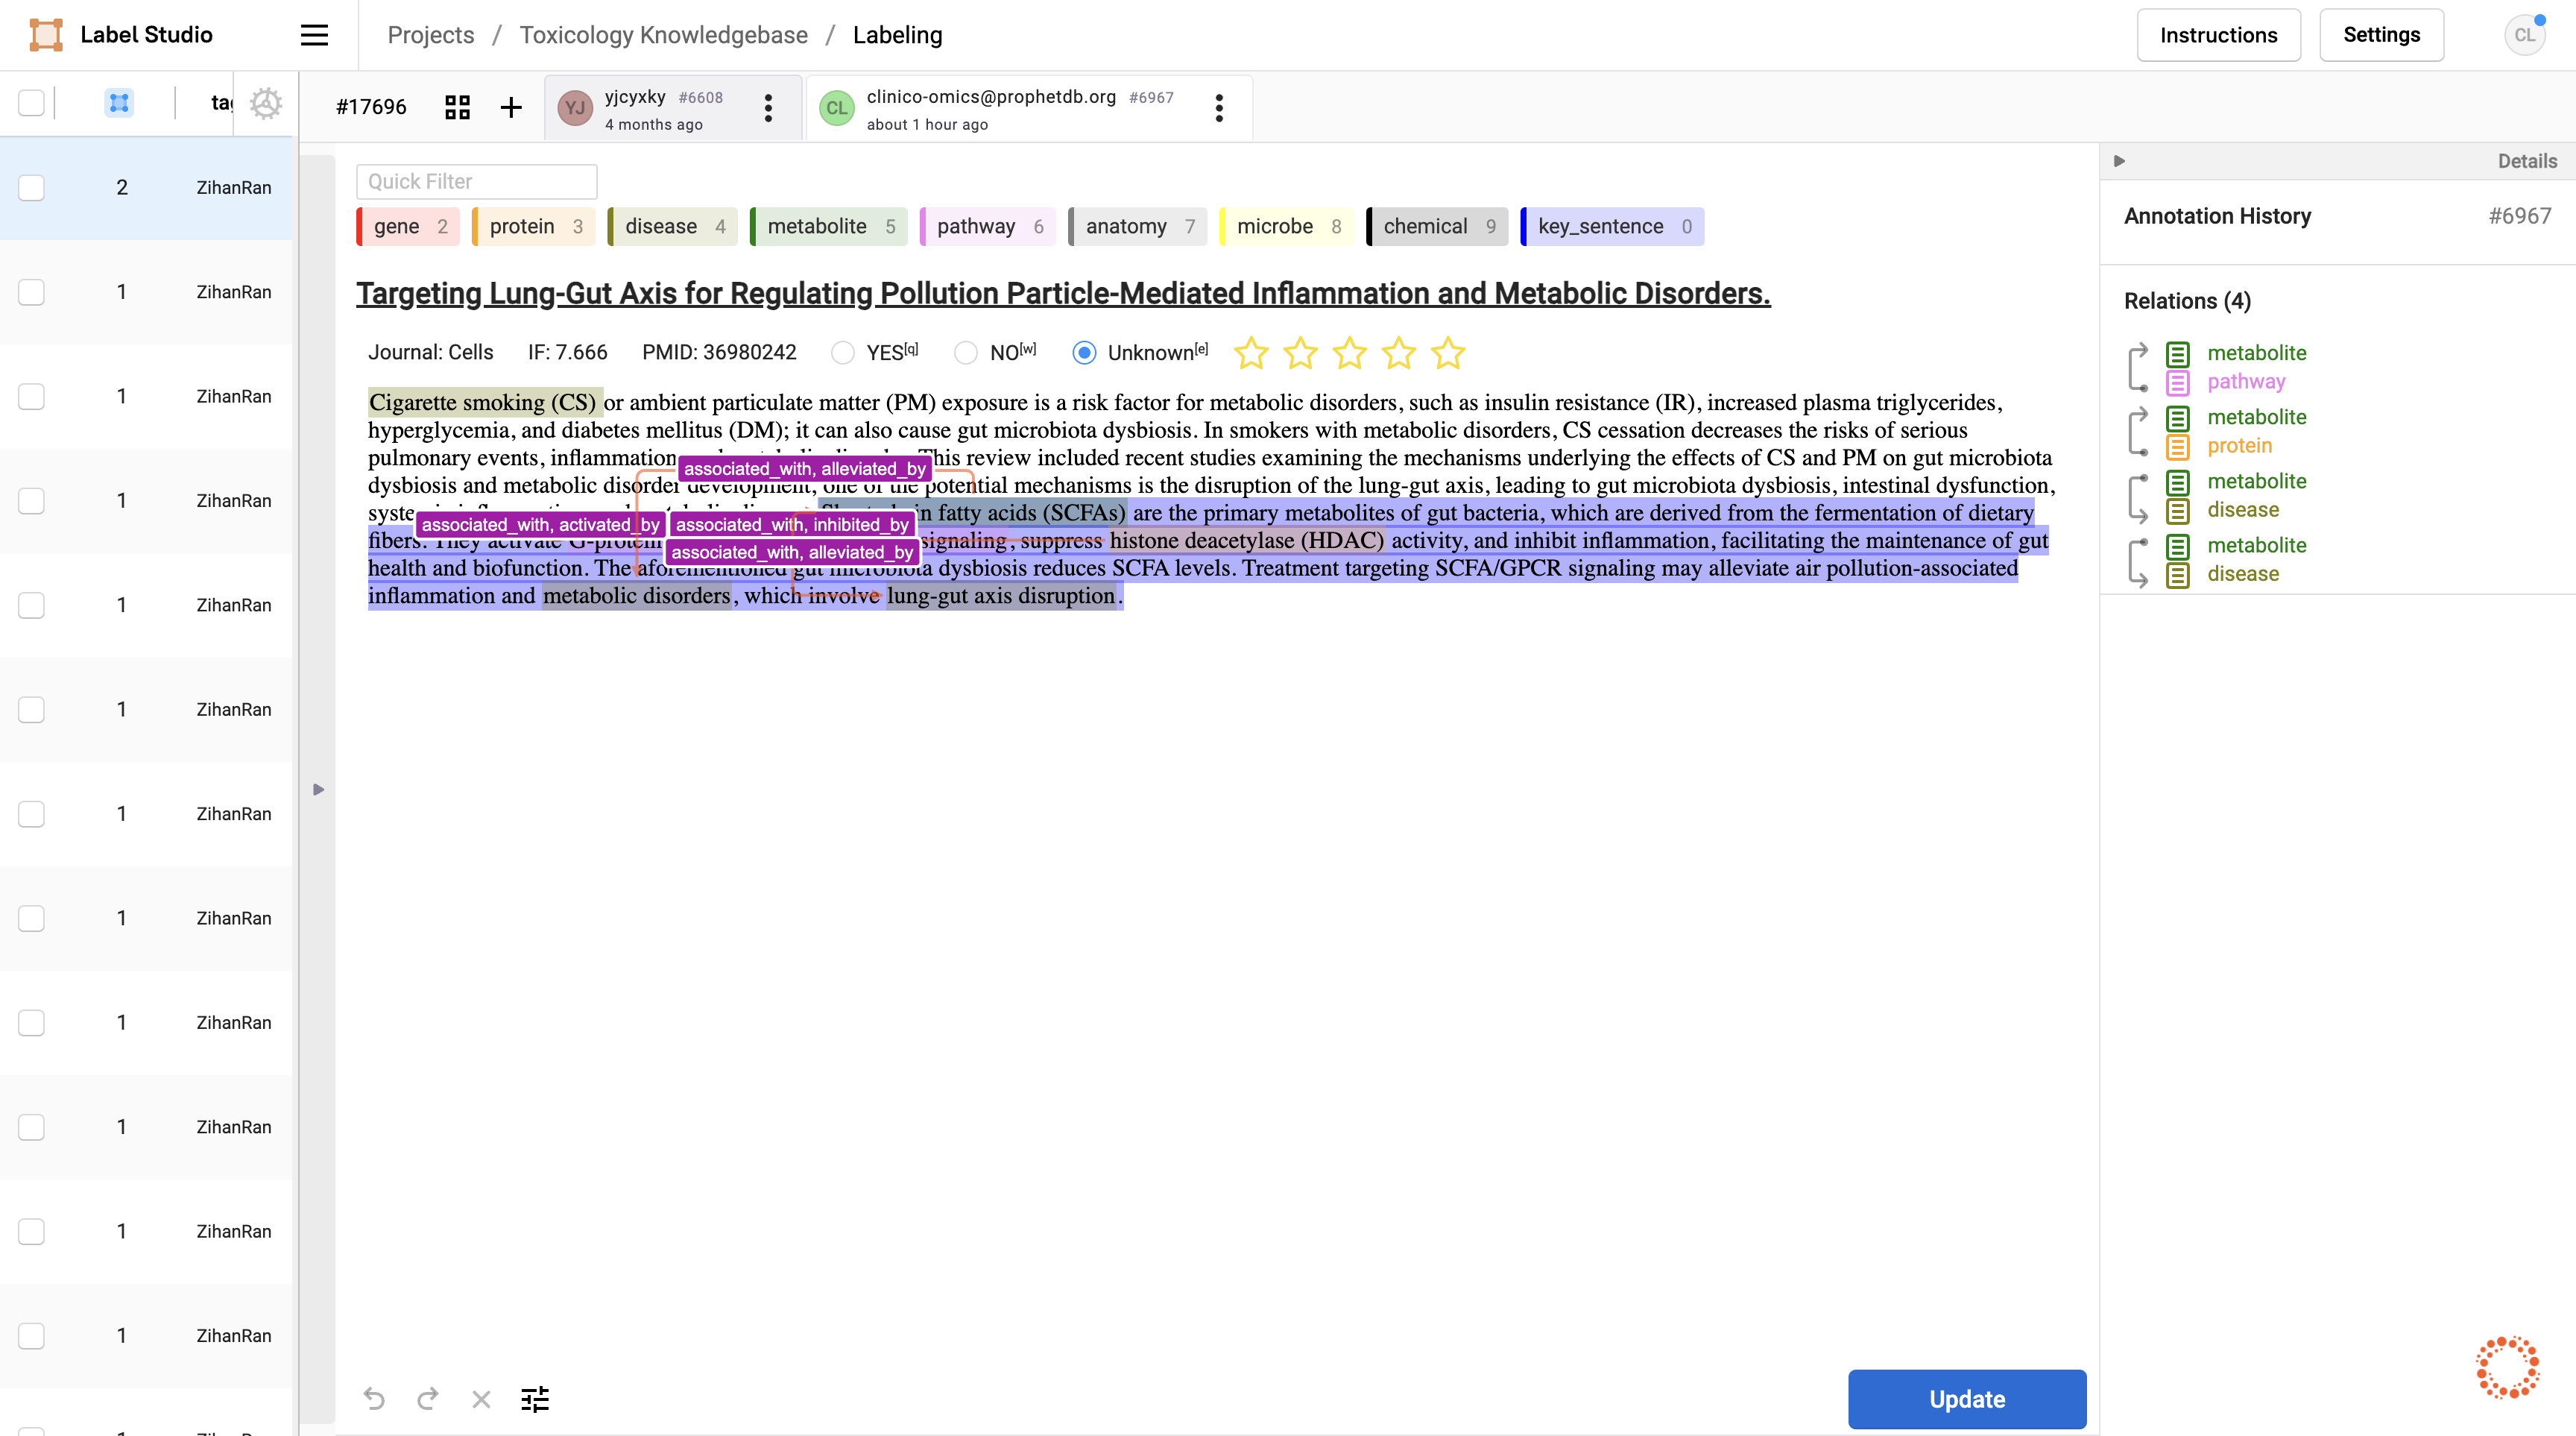 Label Studio
Projects / Toxicology Knowledgebase / Labeling
Instructions
Settings
CL
#17696
YJ
yjcyxky #6608
4 months ago
CL
clinico-omics@prophetdb.org #6967
about 1 hour ago
2 ZihanRan
1 ZihanRan
1 ZihanRan
1 ZihanRan
1 ZihanRan
1 ZihanRan
1 ZihanRan
1 ZihanRan
1 ZihanRan
1 ZihanRan
1 ZihanRan
1 ZihanRan
Quick Filter
gene 2 protein 3 disease 4 metabolite 5 pathway 6 anatomy 7 microbe 8 chemical 9 key_sentence 0
Targeting Lung-Gut Axis for Regulating Pollution Particle-Mediated Inflammation and Metabolic Disorders.
Journal: Cells IF: 7.666 PMID: 36980242 YES[q] NO[w] Unknown[e]
Cigarette smoking (CS) or ambient particulate matter (PM) exposure is a risk factor for metabolic disorders, such as insulin resistance (IR), increased plasma triglycerides,
hyperglycemia, and diabetes mellitus (DM); it can also cause gut microbiota dysbiosis. In smokers with metabolic disorders, CS cessation decreases the risks of serious
pulmonary events, inflammation This review included recent studies examining the mechanisms underlying the effects of CS and PM on gut microbiota
associated_with, alleviated_by
dysbiosis and metabolic disorder development; one of the potential mechanisms is the disruption of the lung-gut axis, leading to gut microbiota dysbiosis, intestinal dysfunction,
fatty acids (SCFAs) are the primary metabolites of gut bacteria, which are derived from the fermentation of dietary
associated_with, activated_by associated_with, inhibited_by
fibers. They activate G-protein signaling, suppress histone deacetylase (HDAC) activity, and inhibit inflammation, facilitating the maintenance of gut
associated_with, alleviated_by
health and biofunction. The aforementioned gut microbiota dysbiosis reduces SCFA levels. Treatment targeting SCFA/GPCR signaling may alleviate air pollution-associated
inflammation and metabolic disorders, which involve lung-gut axis disruption.
Update
Details
Annotation History #6967
Relations (4)
metabolite
pathway
metabolite
protein
metabolite
disease
metabolite
disease